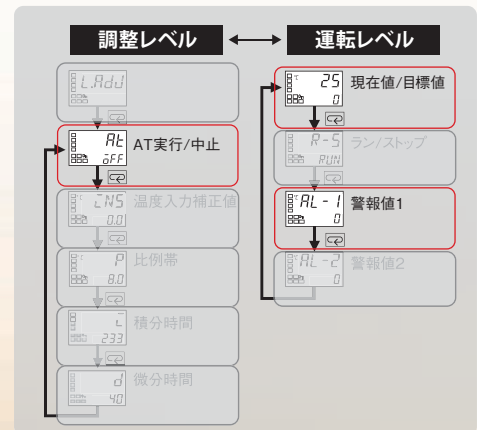 調整レベル
運転レベル
L.AdJ
At
oFF
AT実行/中止
INS
0.0
温度入力補正値
P
8.0
比例帯
i
233
積分時間
d
40
微分時間
25
0
現在値/目標値
R-S
RUN
ラン/ストップ
AL-1
0
警報値1
AL-2
0
警報値2